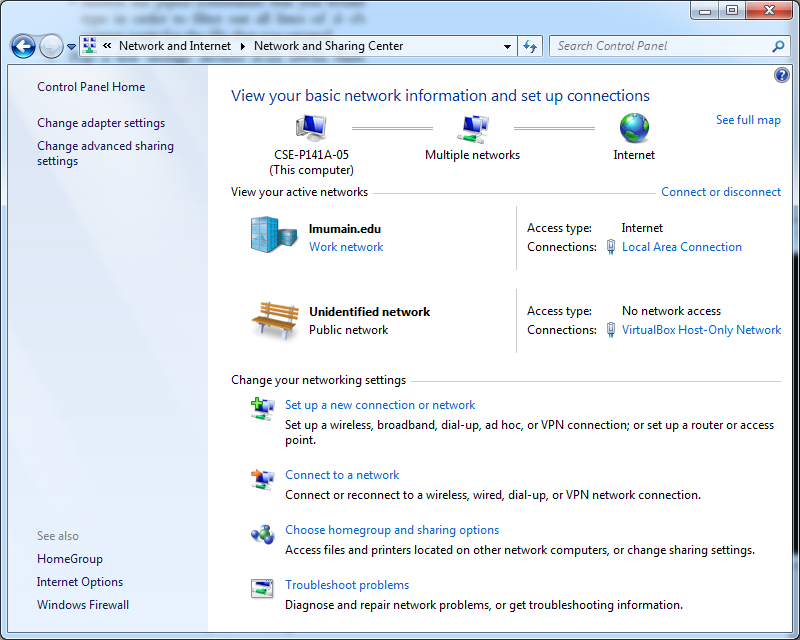 « Network and Internet ▸ Network and Sharing Center
Search Control Panel
Control Panel Home
Change adapter settings
Change advanced sharing
settings
See also
HomeGroup
Internet Options
Windows Firewall
View your basic network information and set up connections
See full map
CSE-P141A-05
(This computer)
Multiple networks
Internet
View your active networks
Connect or disconnect
lmumain.edu
Work network
Access type: Internet
Connections: Local Area Connection
Unidentified network
Public network
Access type: No network access
Connections: VirtualBox Host-Only Network
Change your networking settings
Set up a new connection or network
Set up a wireless, broadband, dial-up, ad hoc, or VPN connection; or set up a router or access
point.
Connect to a network
Connect or reconnect to a wireless, wired, dial-up, or VPN network connection.
Choose homegroup and sharing options
Access files and printers located on other network computers, or change sharing settings.
Troubleshoot problems
Diagnose and repair network problems, or get troubleshooting information.